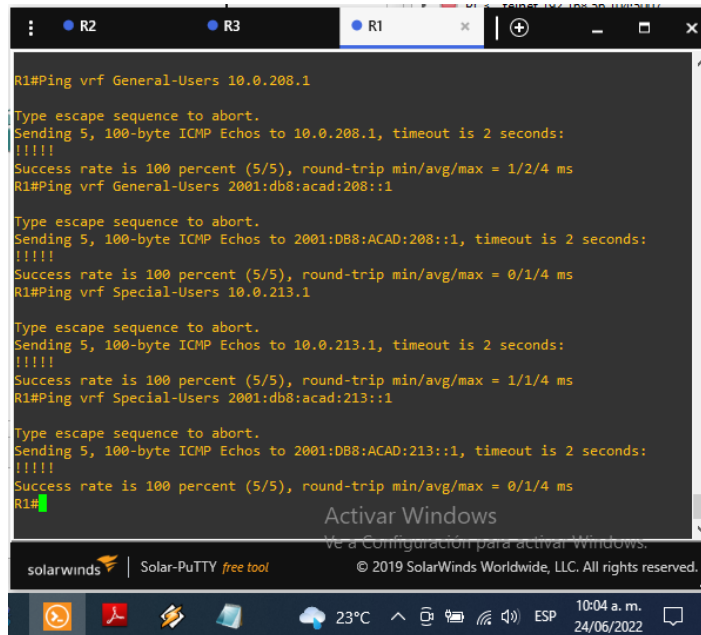 R2 R3 R1
R1#Ping vrf General-Users 10.0.208.1
Type escape sequence to abort.
Sending 5, 100-byte ICMP Echos to 10.0.208.1, timeout is 2 seconds:
!!!!!
Success rate is 100 percent (5/5), round-trip min/avg/max = 1/2/4 ms
R1#Ping vrf General-Users 2001:db8:acad:208::1
Type escape sequence to abort.
Sending 5, 100-byte ICMP Echos to 2001:DB8:ACAD:208::1, timeout is 2 seconds:
!!!!!
Success rate is 100 percent (5/5), round-trip min/avg/max = 0/1/4 ms
R1#Ping vrf Special-Users 10.0.213.1
Type escape sequence to abort.
Sending 5, 100-byte ICMP Echos to 10.0.213.1, timeout is 2 seconds:
!!!!!
Success rate is 100 percent (5/5), round-trip min/avg/max = 1/1/4 ms
R1#Ping vrf Special-Users 2001:db8:acad:213::1
Type escape sequence to abort.
Sending 5, 100-byte ICMP Echos to 2001:DB8:ACAD:213::1, timeout is 2 seconds:
!!!!!
Success rate is 100 percent (5/5), round-trip min/avg/max = 0/1/4 ms
R1#
Activar Windows
Ve a Configuración para activar Windows.
solarwinds Solar-PuTTY free tool © 2019 SolarWinds Worldwide, LLC. All rights reserved.
23°C ESP 10:04 a. m.
24/06/2022